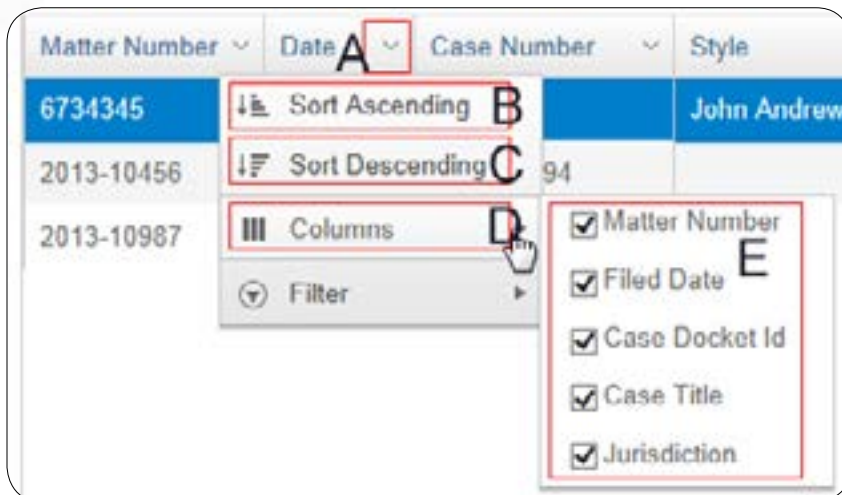 Matter Number Date A Case Number Style
6734345 Sort Ascending B John Andrew
2013-10456 Sort Descending C 94
2013-10987 Columns D Matter Number
E
Filter Filed Date
Case Docket Id
Case Title
Jurisdiction